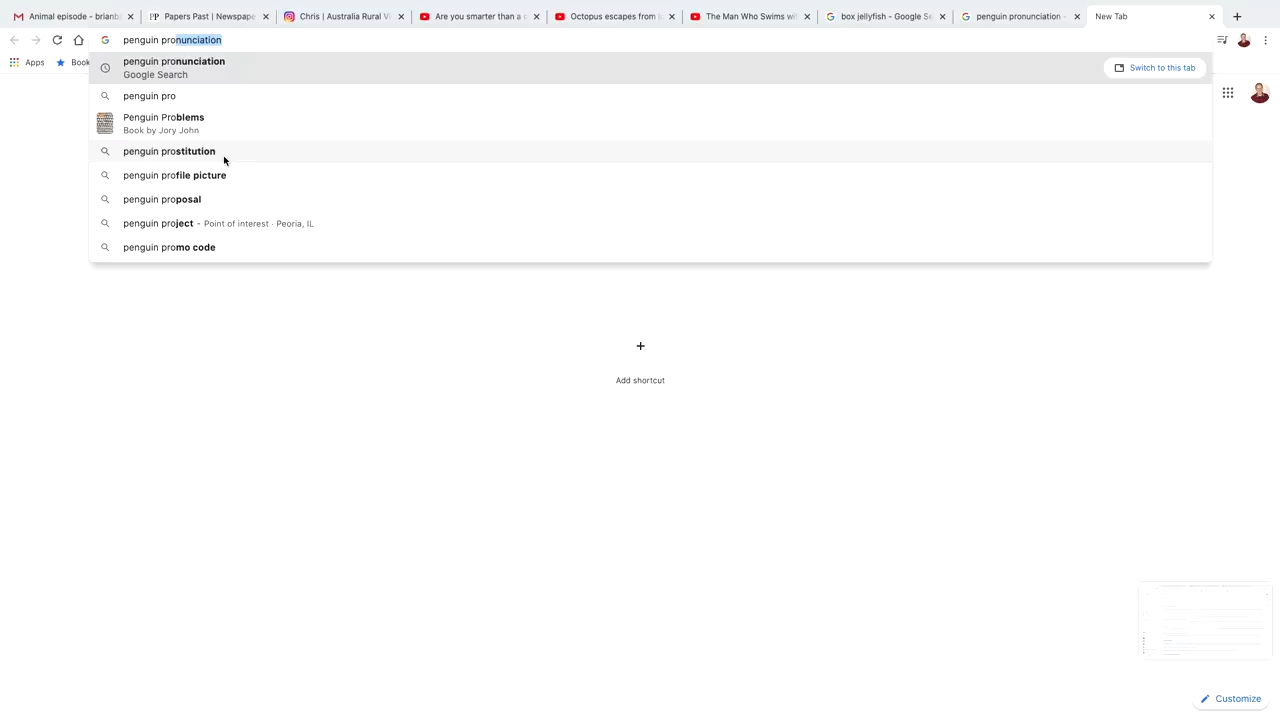 Animal episode - brianb
Papers Past | Newspape
Chris | Australia Rural Vi
Are you smarter than a c
Octopus escapes from b
The Man Who Swims wi
box jellyfish - Google Se
penguin pronunciation -
New Tab
penguin pronunciation
Apps
Book
penguin pronunciation
Google Search
Switch to this tab
penguin pro
Penguin Problems
Book by Jory John
penguin prostitution
penguin profile picture
penguin proposal
penguin project - Point of interest · Peoria, IL
penguin promo code
Add shortcut
Customize